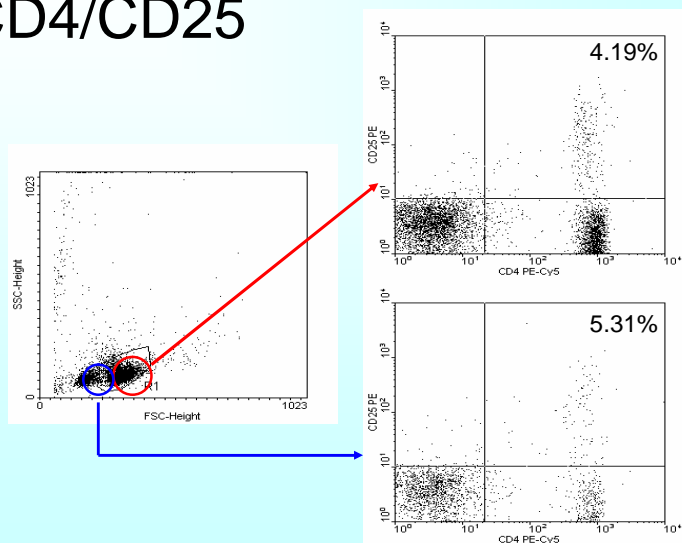 CD4/CD25
1023
SSC-Height
0
R1
0
1023
FSC-Height
4.19%
10⁴
10³
10²
10¹
10⁰
CD25 PE
10⁰ 10¹ 10² 10³ 10⁴
CD4 PE-Cy5
5.31%
10⁴
10³
10²
10¹
10⁰
CD25 PE
10⁰ 10¹ 10² 10³ 10⁴
CD4 PE-Cy5